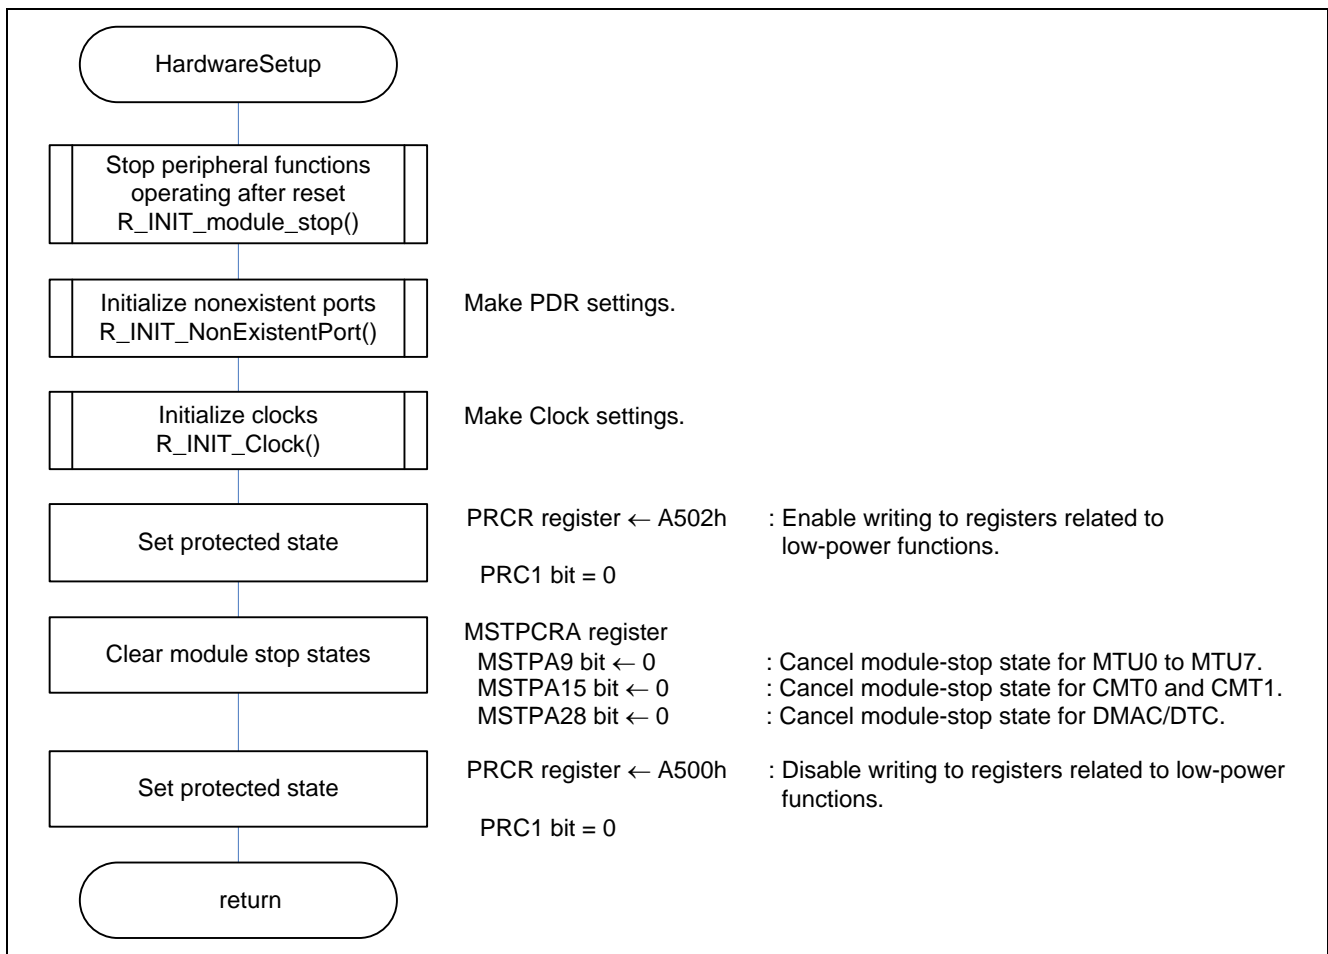 HardwareSetup
Stop peripheral functions
operating after reset
R_INIT_module_stop()
Initialize nonexistent ports
R_INIT_NonExistentPort()
Make PDR settings.
Initialize clocks
R_INIT_Clock()
Make Clock settings.
Set protected state
PRCR register ← A502h : Enable writing to registers related to
low-power functions.
PRC1 bit = 0
Clear module stop states
MSTPCRA register
MSTPA9 bit ← 0 : Cancel module-stop state for MTU0 to MTU7.
MSTPA15 bit ← 0 : Cancel module-stop state for CMT0 and CMT1.
MSTPA28 bit ← 0 : Cancel module-stop state for DMAC/DTC.
Set protected state
PRCR register ← A500h : Disable writing to registers related to low-power
functions.
PRC1 bit = 0
return